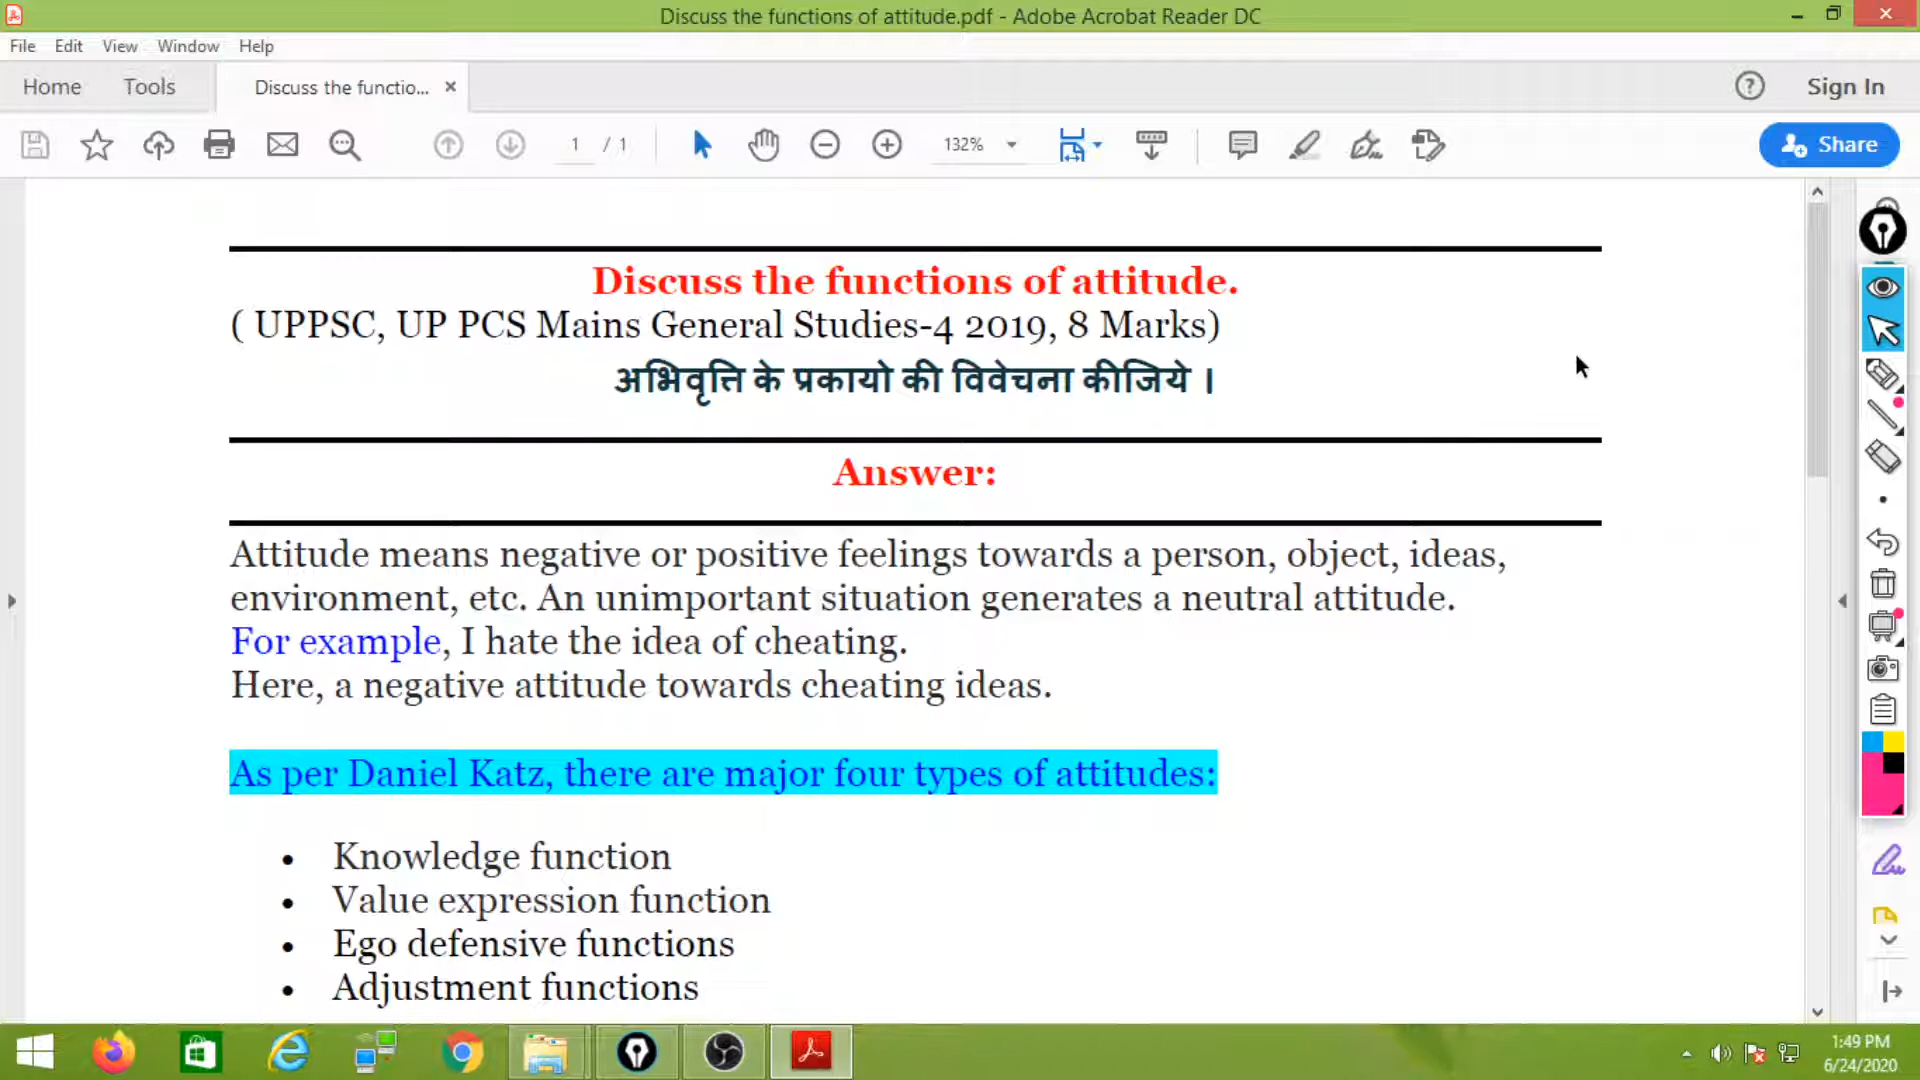 Discuss the functions of attitude.pdf - Adobe Acrobat Reader DC
File Edit View Window Help
Home Tools Discuss the functio... × Sign In
1 / 1 132% Share
Discuss the functions of attitude.
( UPPSC, UP PCS Mains General Studies-4 2019, 8 Marks)
अभिवृत्ति के प्रकायो की विवेचना कीजिये ।
Answer:
Attitude means negative or positive feelings towards a person, object, ideas,
environment, etc. An unimportant situation generates a neutral attitude.
For example, I hate the idea of cheating.
Here, a negative attitude towards cheating ideas.
As per Daniel Katz, there are major four types of attitudes:
• Knowledge function
• Value expression function
• Ego defensive functions
• Adjustment functions
1:49 PM
6/24/2020